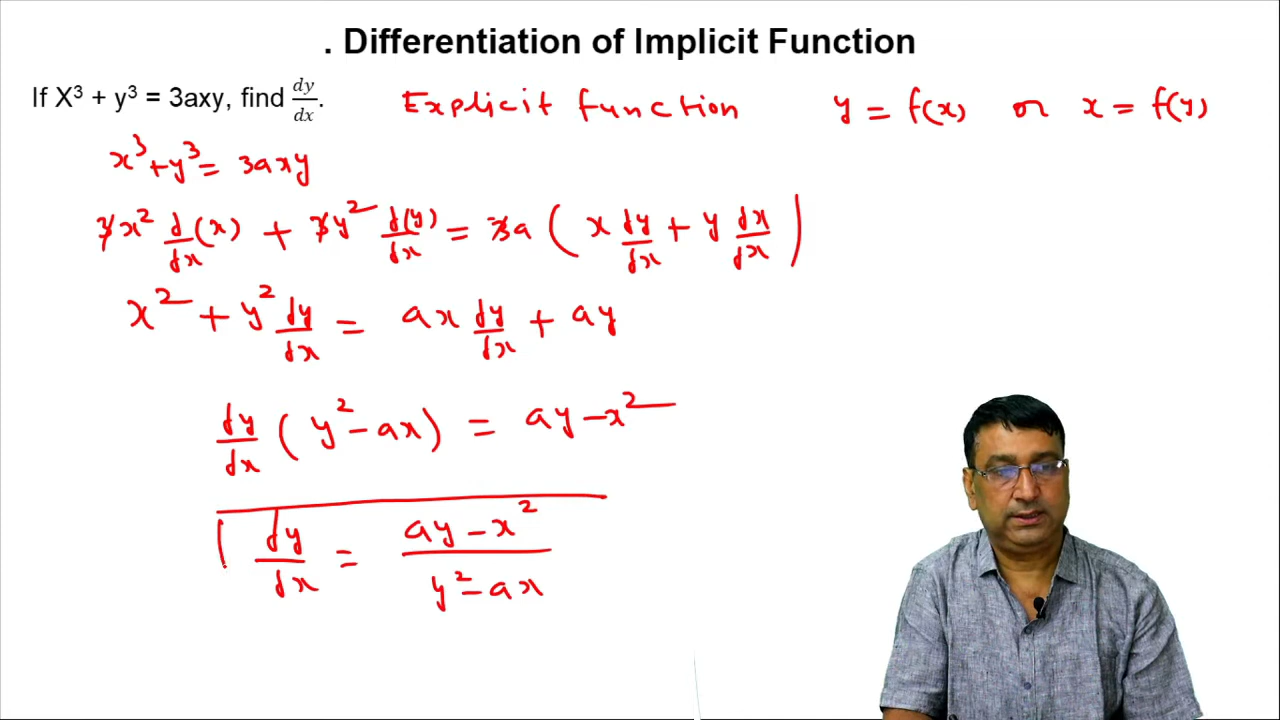 . Differentiation of Implicit Function
If X³ + y³ = 3axy, find dy/dx.
Explicit function y = f(x) or x = f(y)
x³+y³ = 3axy
3x² d/dx (x) + 3y² d(y)/dx = 3a ( x dy/dx + y dx/dx )
x² + y² dy/dx = ax dy/dx + ay
dy/dx ( y² - ax ) = ay - x²
dy/dx = ay - x² / y² - ax